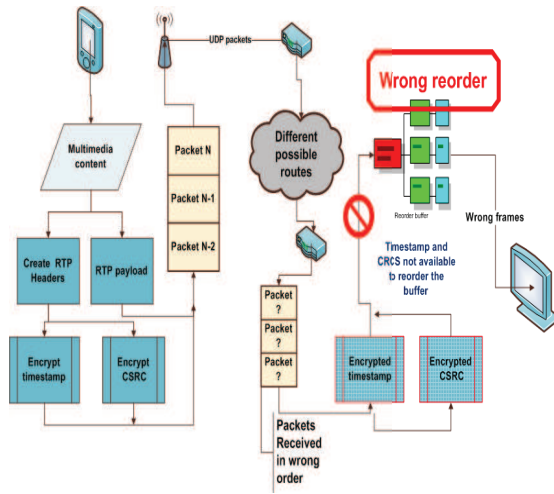 UDP packets
Wrong reorder
Multimedia
content
Packet N
Packet N-1
Packet N-2
Different
possible
routes
Reorder buffer
Wrong frames
Create RTP
Headers
RTP payload
Timestamp and
CRCS not available
to reorder the
buffer
Packet
?
Packet
?
Packet
?
Encrypt
timestamp
Encrypt
CSRC
Encrypted
timestamp
Encrypted
CSRC
Packets
Received
in wrong
order